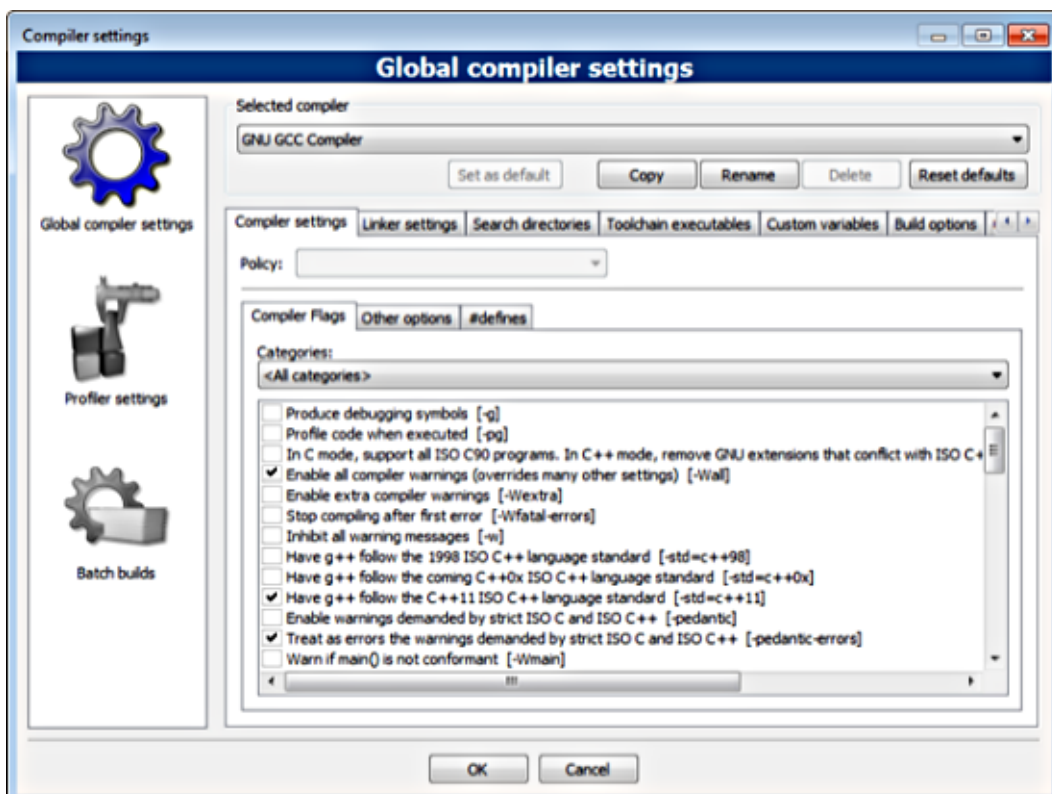 Compiler settings
Global compiler settings
Selected compiler
GNU GCC Compiler
Set as default
Copy
Rename
Delete
Reset defaults
Global compiler settings
Compiler settings
Linker settings
Search directories
Toolchain executables
Custom variables
Build options
Policy:
Compiler Flags
Other options
#defines
Categories:
<All categories>
Produce debugging symbols [-g]
Profile code when executed [-pg]
In C mode, support all ISO C90 programs. In C++ mode, remove GNU extensions that conflict with ISO C+
Enable all compiler warnings (overrides many other settings) [-Wall]
Enable extra compiler warnings [-Wextra]
Stop compiling after first error [-Wfatal-errors]
Inhibit all warning messages [-w]
Have g++ follow the 1998 ISO C++ language standard [-std=c++98]
Have g++ follow the coming C++0x ISO C++ language standard [-std=c++0x]
Have g++ follow the C++11 ISO C++ language standard [-std=c++11]
Enable warnings demanded by strict ISO C and ISO C++ [-pedantic]
Treat as errors the warnings demanded by strict ISO C and ISO C++ [-pedantic-errors]
Warn if main() is not conformant [-Wmain]
Profiler settings
Batch builds
OK
Cancel